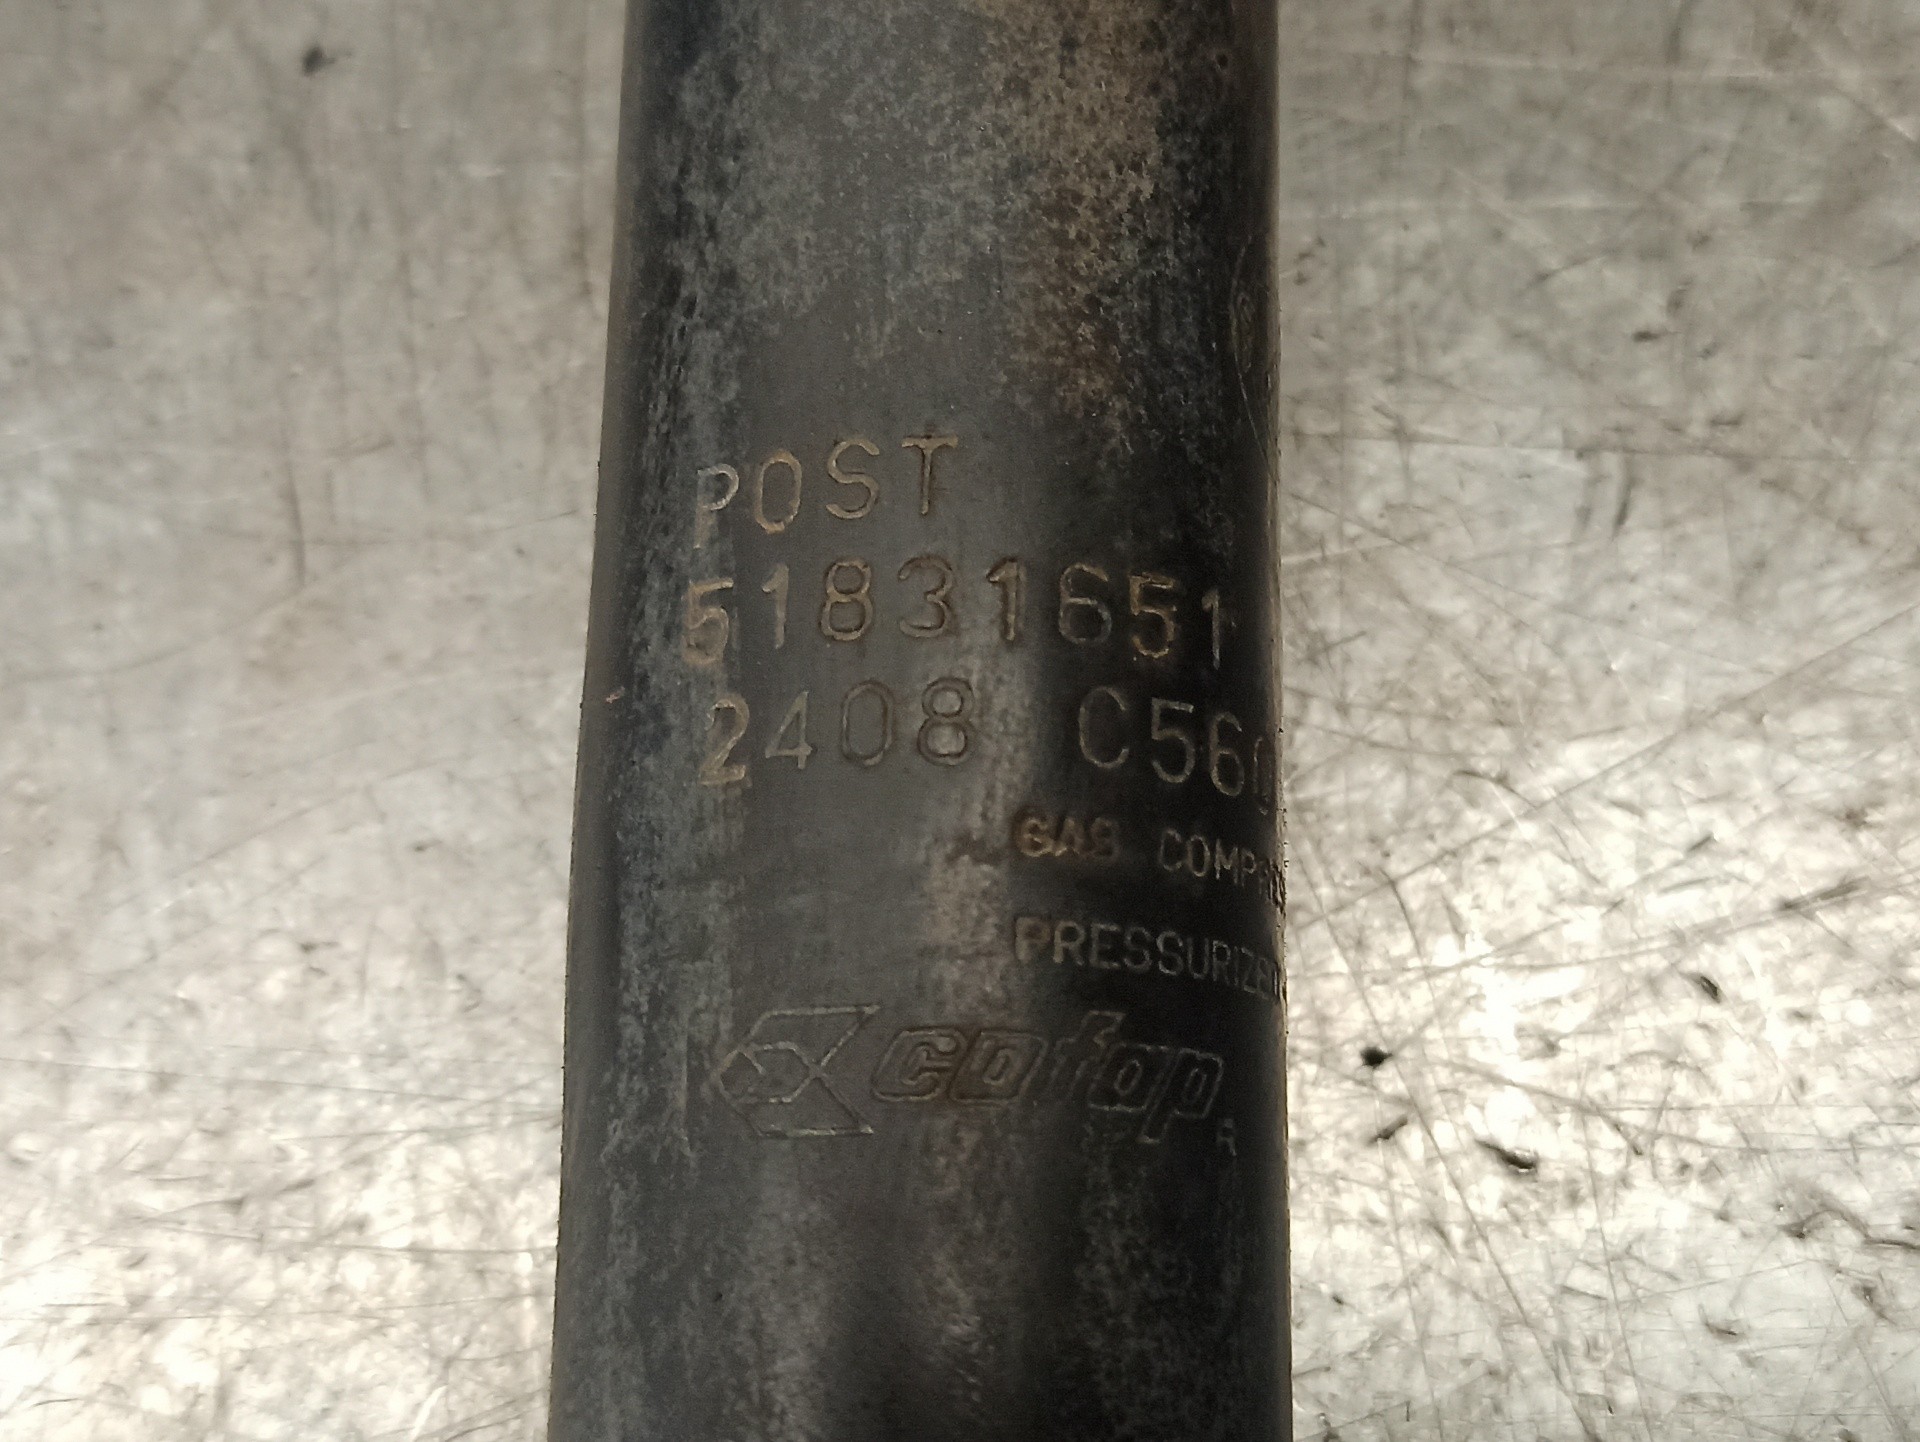 POST
51831651
2408 C560
GAS
PRESSURIZED
cofap
R